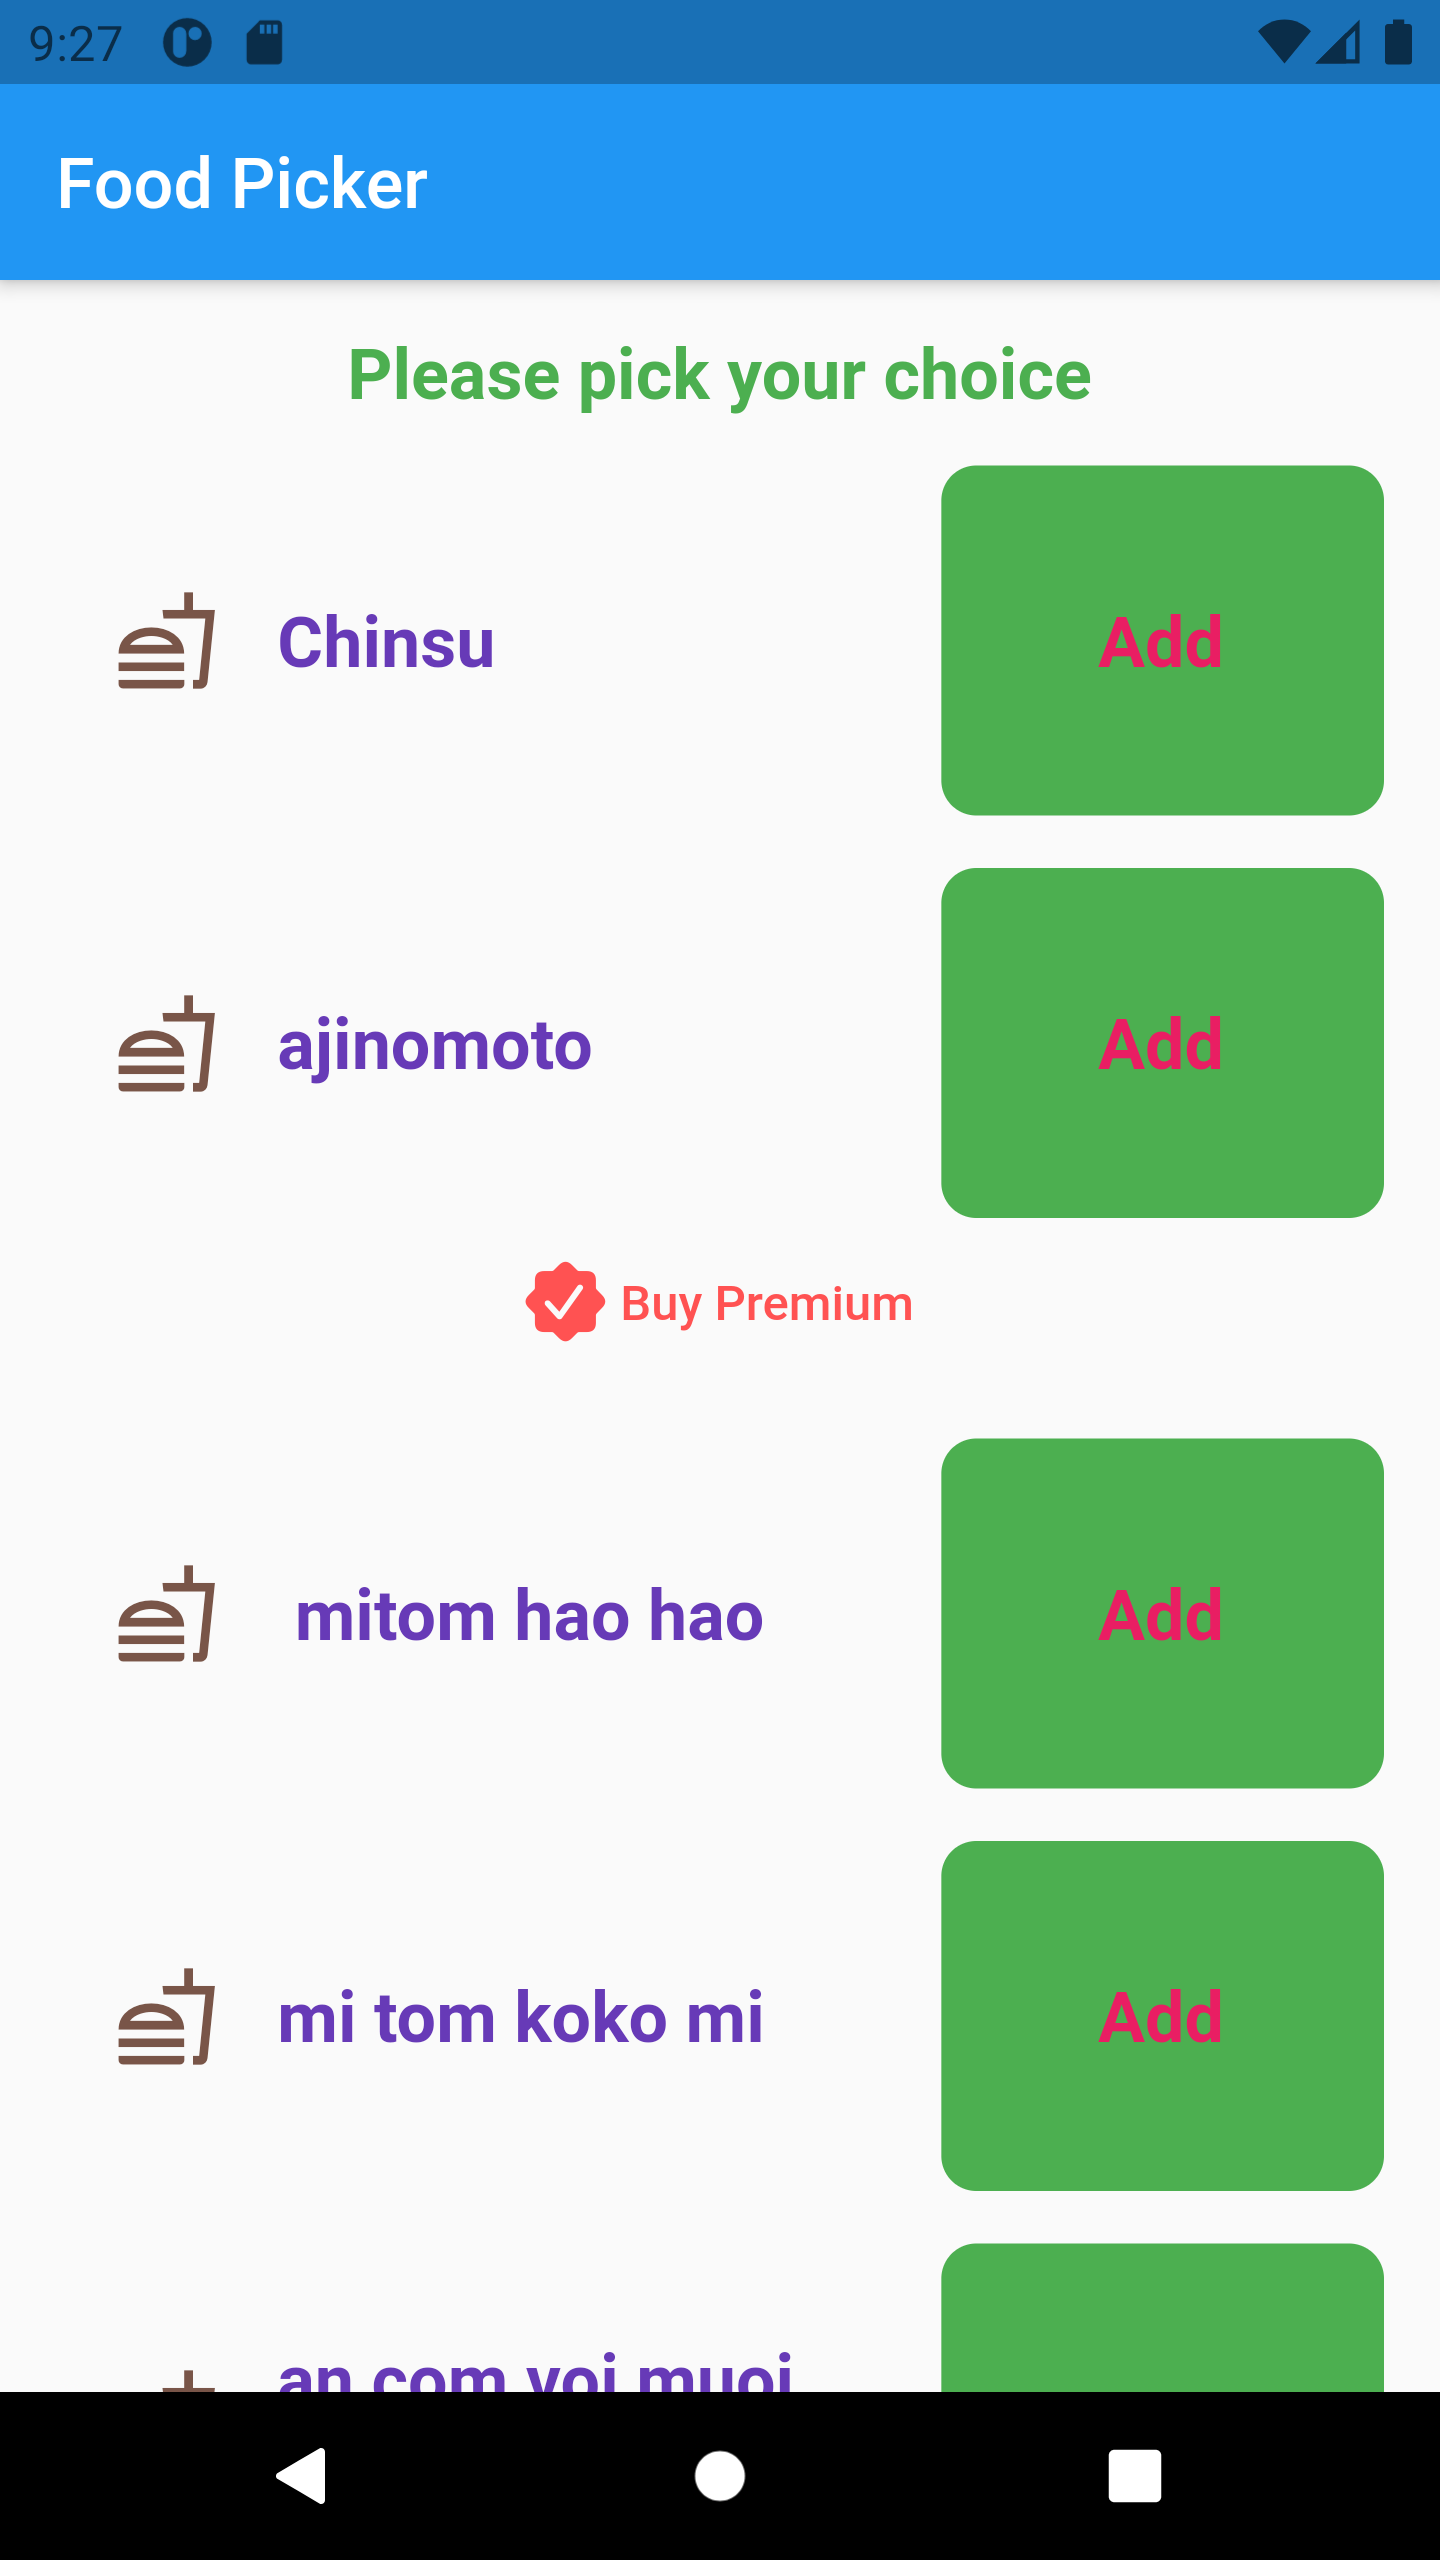 9:27
Food Picker
Please pick your choice
Chinsu
Add
ajinomoto
Add
Buy Premium
mitom hao hao
Add
mi tom koko mi
Add
an com voi muoi